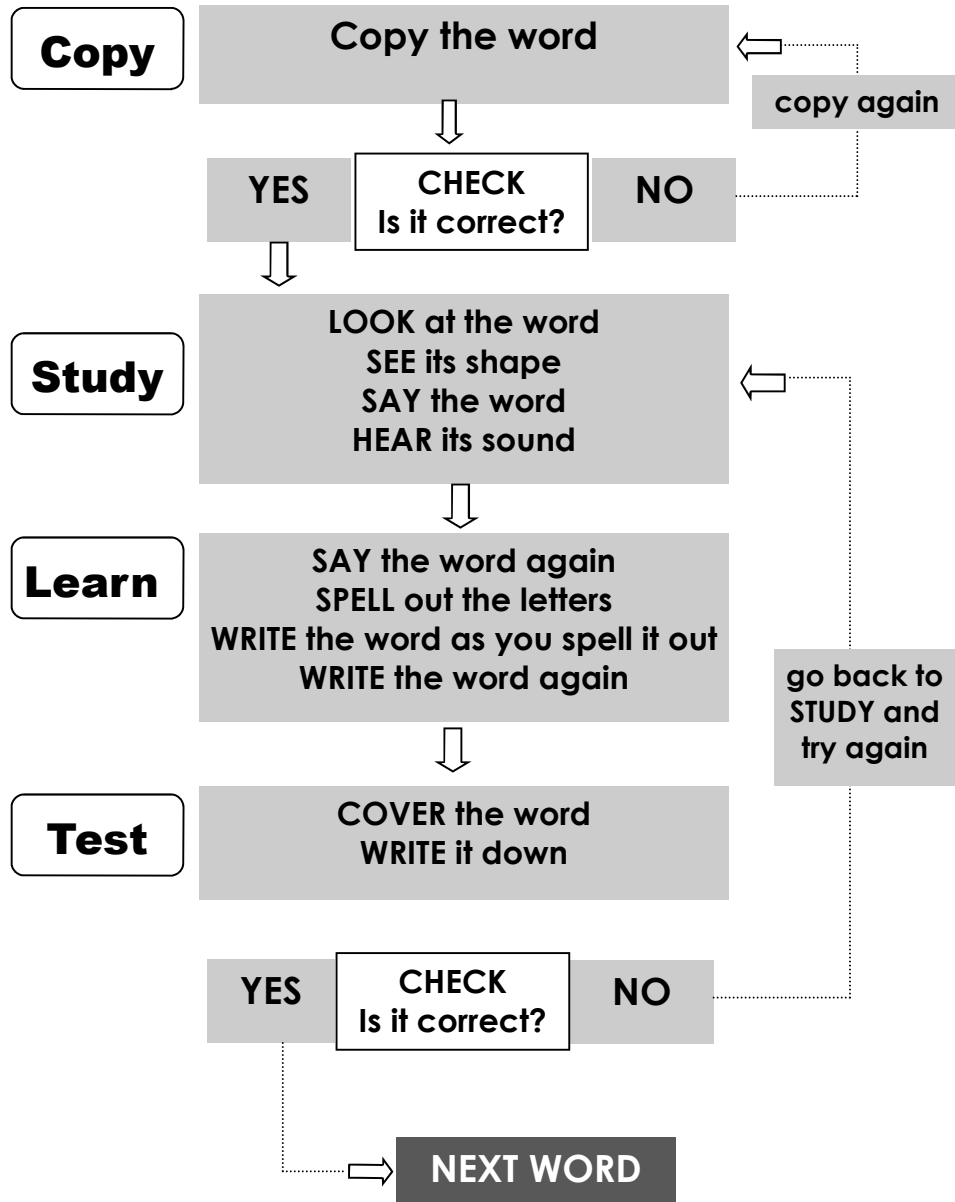 Copy
Copy the word
copy again
YES
CHECK
Is it correct?
NO
Study
LOOK at the word
SEE its shape
SAY the word
HEAR its sound
Learn
SAY the word again
SPELL out the letters
WRITE the word as you spell it out
WRITE the word again
go back to
STUDY and
try again
Test
COVER the word
WRITE it down
YES
CHECK
Is it correct?
NO
NEXT WORD